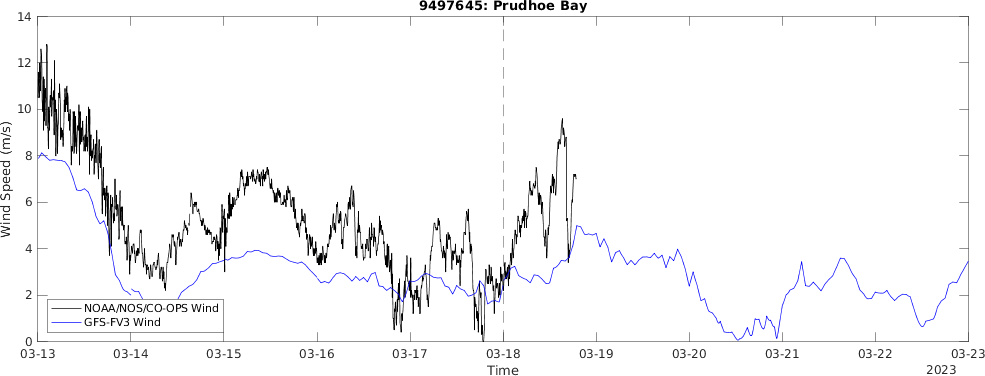 9497645: Prudhoe Bay
14
12
10
8
6
4
2
0
Wind Speed (m/s)
NOAA/NOS/CO-OPS Wind
GFS-FV3 Wind
03-13 03-14 03-15 03-16 03-17 03-18 03-19 03-20 03-21 03-22 03-23
Time
2023